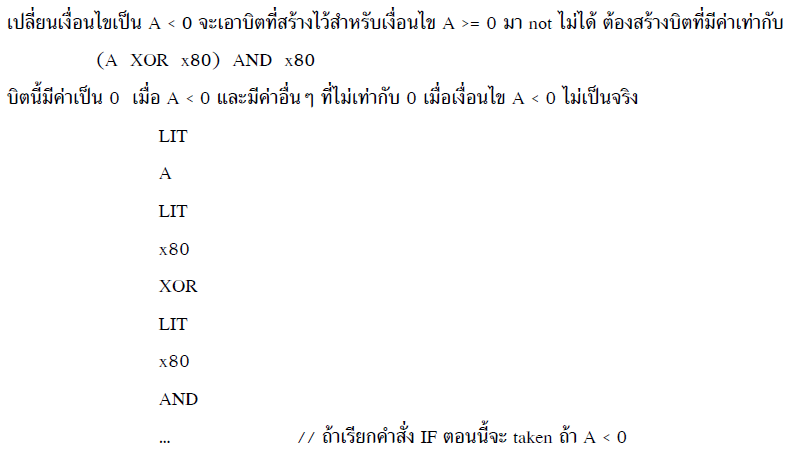 เปลี่ยนเงื่อนไขเป็น A < 0 จะเอาบิตที่สร้างไว้สำหรับเงื่อนไข A >= 0 มา not ไม่ได้ ต้องสร้างบิตที่มีค่าเท่ากับ
(A XOR x80) AND x80
บิตนี้มีค่าเป็น 0 เมื่อ A < 0 และมีค่าอื่นๆ ที่ไม่เท่ากับ 0 เมื่อเงื่อนไข A < 0 ไม่เป็นจริง
LIT
A
LIT
x80
XOR
LIT
x80
AND
... // ถ้าเรียกคำสั่ง IF ตอนนี้จะ taken ถ้า A < 0